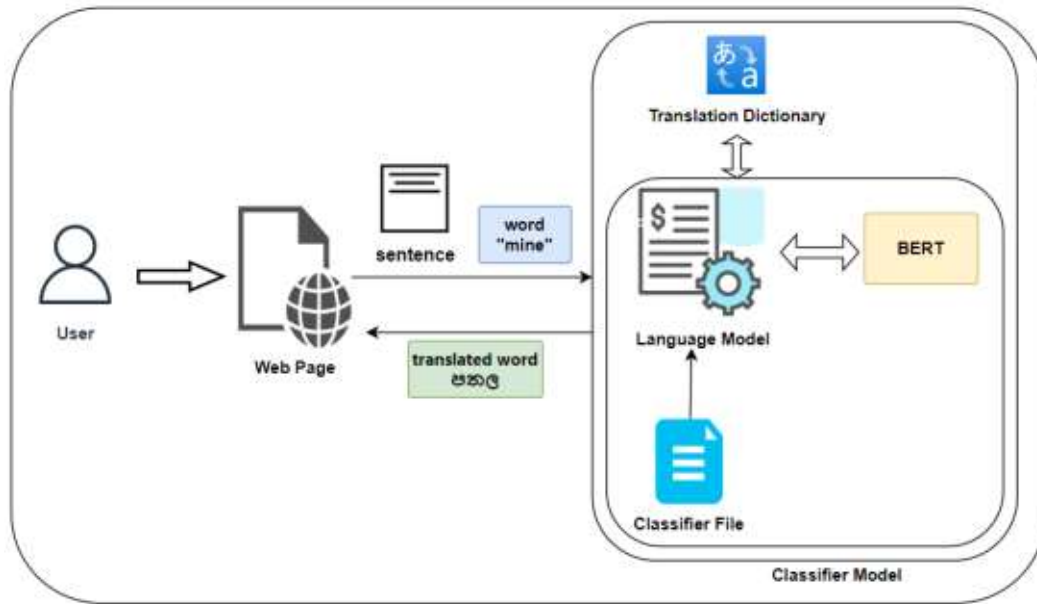 あ
a
Translation Dictionary
word
"mine"
sentence
BERT
User
Web Page
$
Language Model
translated word
පතල
Classifier File
Classifier Model